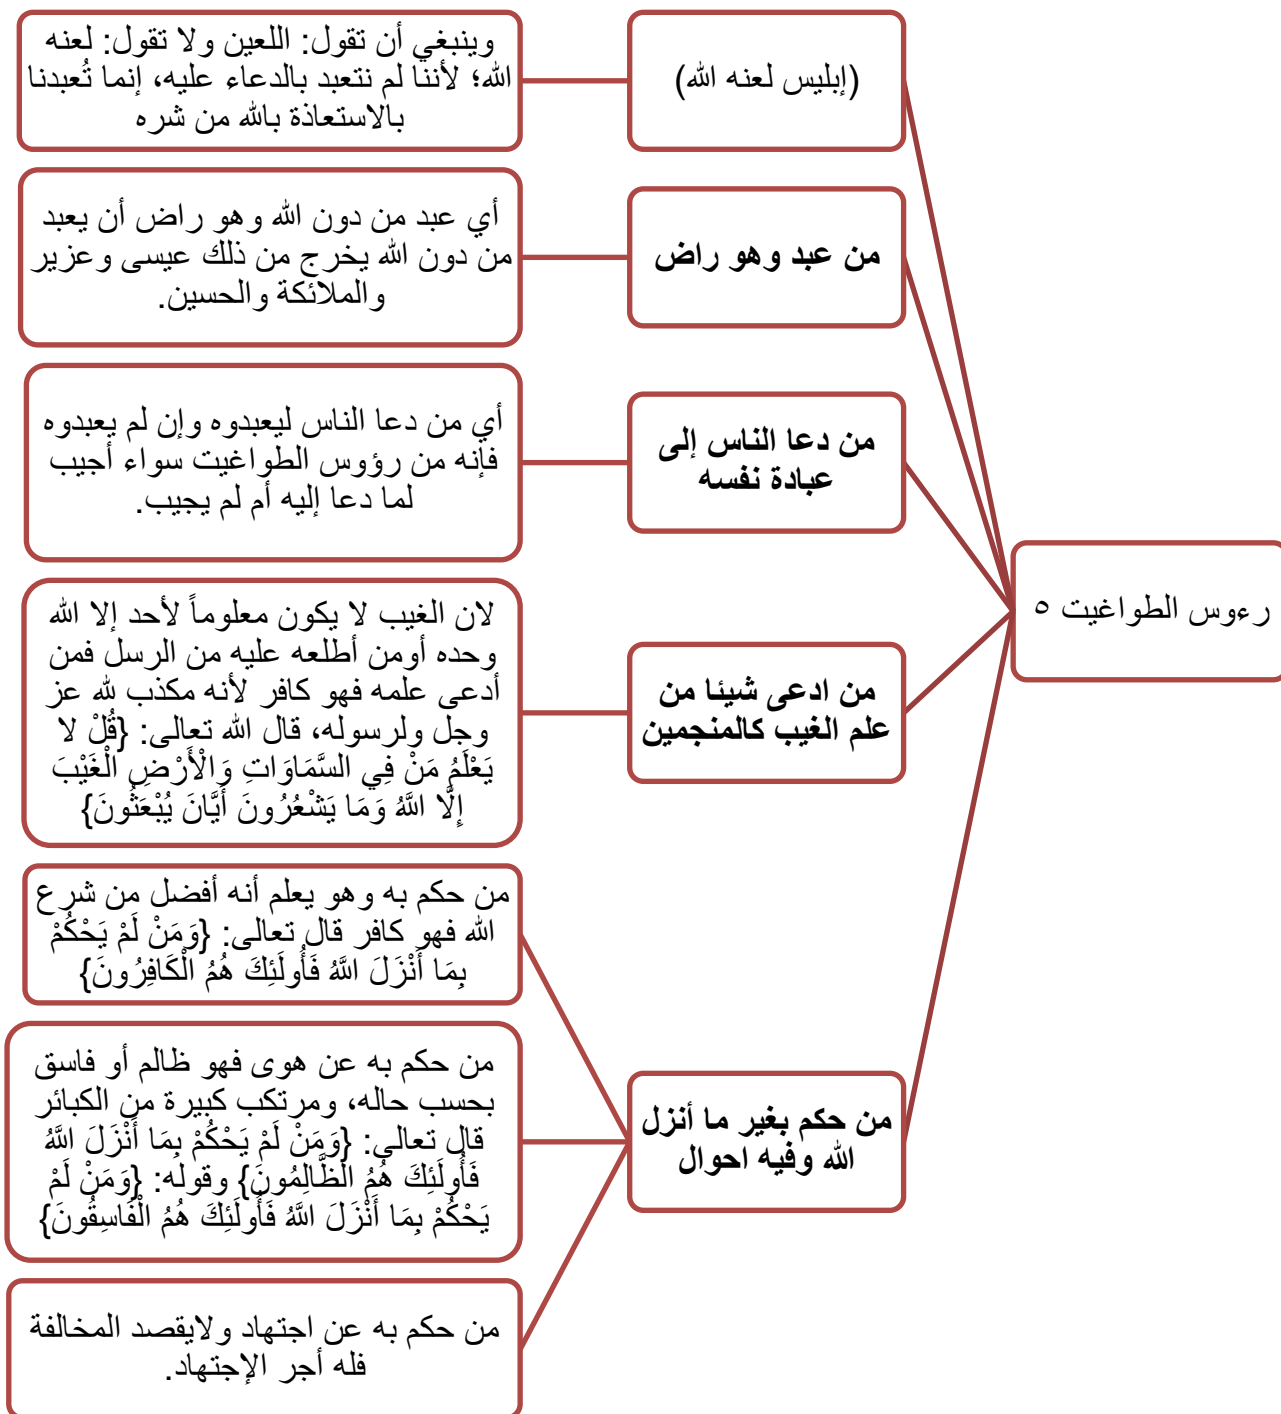 رءوس الطواغيت ٥
(إبليس لعنه الله)
وينبغي أن تقول: اللعين ولا تقول: لعنه
الله؛ لأننا لم نتعبد بالدعاء عليه، إنما تُعبدنا
بالاستعاذة بالله من شره
من عبد وهو راض
أي عبد من دون الله وهو راض أن يعبد
من دون الله يخرج من ذلك عيسى وعزير
والملائكة والحسين.
من دعا الناس إلى
عبادة نفسه
أي من دعا الناس ليعبدوه وإن لم يعبدوه
فإنه من رؤوس الطواغيت سواء أجيب
لما دعا إليه أم لم يجيب.
من ادعى شيئا من
علم الغيب كالمنجمين
لان الغيب لا يكون معلوماً لأحد إلا الله
وحده أومن أطلعه عليه من الرسل فمن
أدعى علمه فهو كافر لأنه مكذب لله عز
وجل ولرسوله، قال الله تعالى: {قُلْ لا
يَعْلَمُ مَنْ فِي السَّمَاوَاتِ وَالْأَرْضِ الْغَيْبَ
إِلَّا اللَّهُ وَمَا يَشْعُرُونَ أَيَّانَ يُبْعَثُونَ}
من حكم بغير ما أنزل
الله وفيه احوال
من حكم به وهو يعلم أنه أفضل من شرع
الله فهو كافر قال تعالى: {وَمَنْ لَمْ يَحْكُمْ
بِمَا أَنْزَلَ اللَّهُ فَأُولَئِكَ هُمُ الْكَافِرُونَ}
من حكم به عن هوى فهو ظالم أو فاسق
بحسب حاله، ومرتكب كبيرة من الكبائر
قال تعالى: {وَمَنْ لَمْ يَحْكُمْ بِمَا أَنْزَلَ اللَّهُ
فَأُولَئِكَ هُمُ الظَّالِمُونَ} وقوله: {وَمَنْ لَمْ
يَحْكُمْ بِمَا أَنْزَلَ اللَّهُ فَأُولَئِكَ هُمُ الْفَاسِقُونَ}
من حكم به عن اجتهاد ولايقصد المخالفة
فله أجر الإجتهاد.